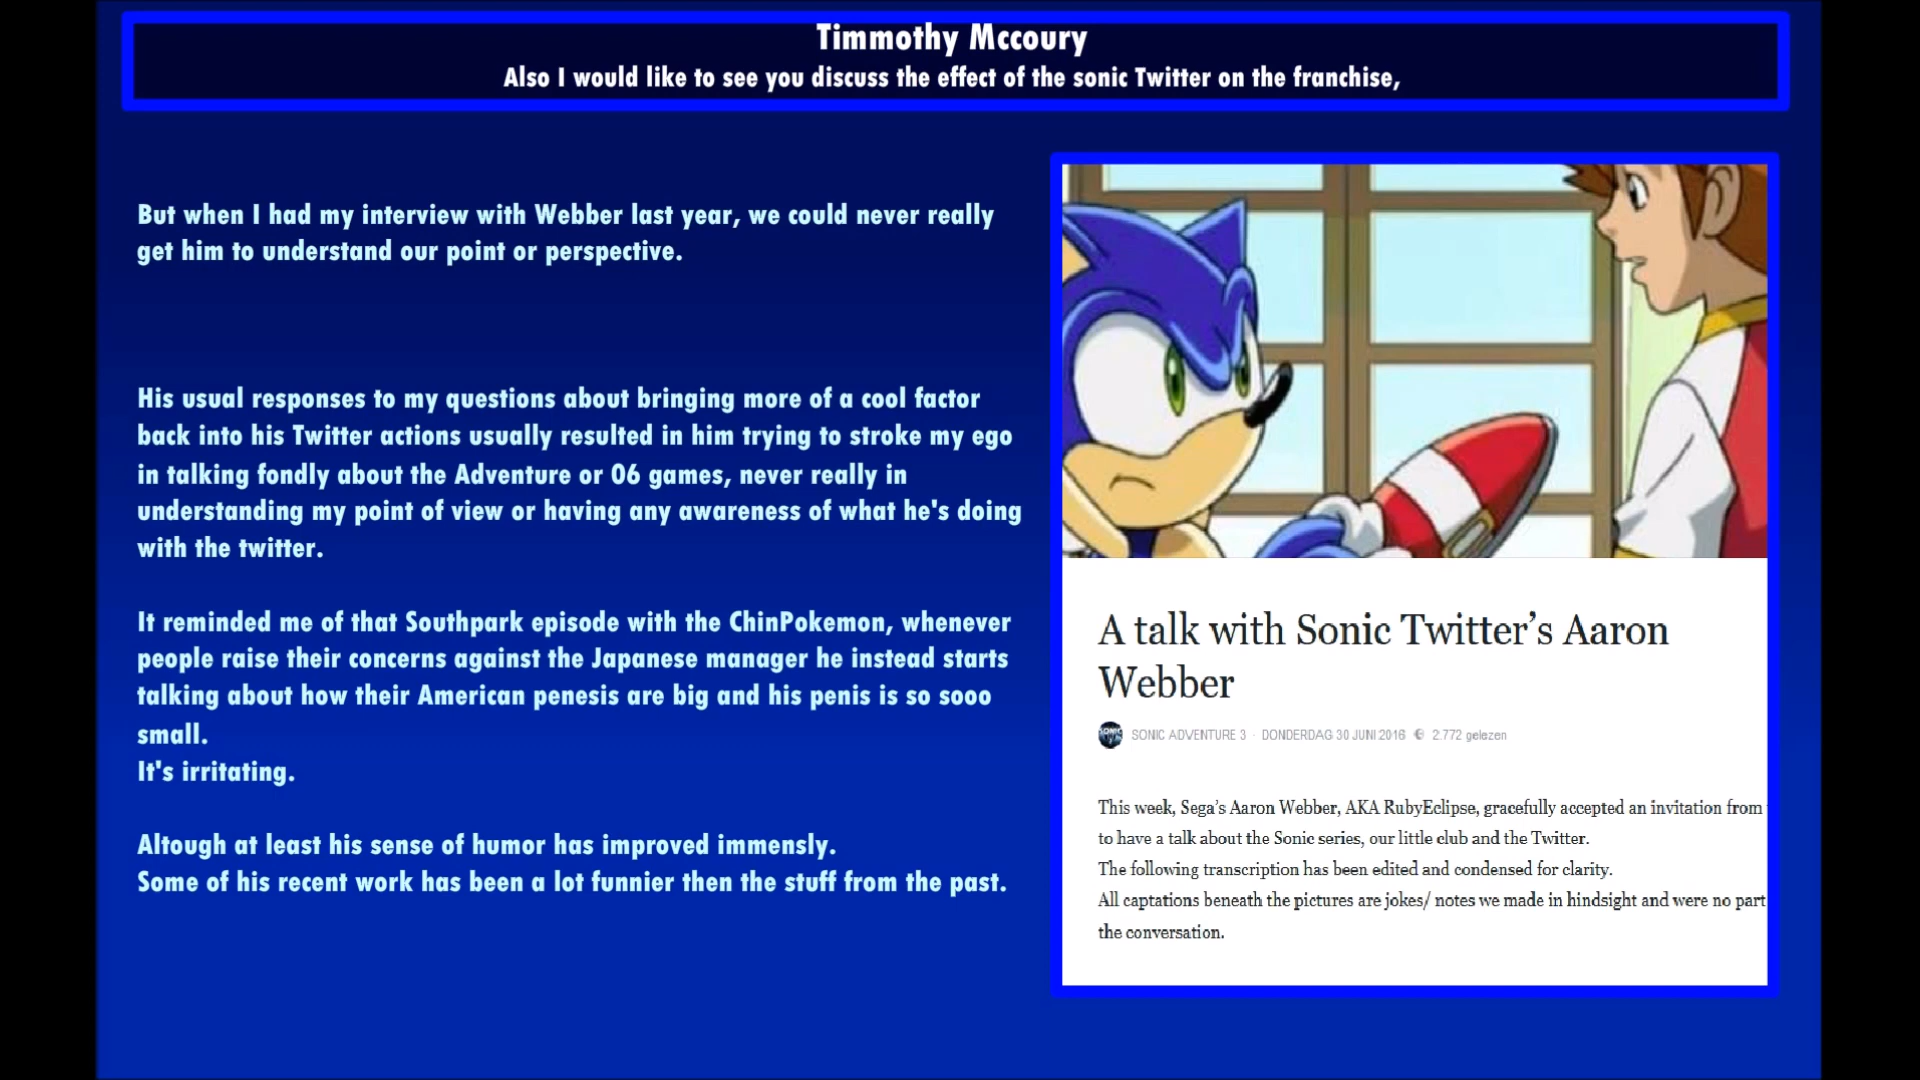 Timmothy Mccoury
Also I would like to see you discuss the effect of the sonic Twitter on the franchise,
But when I had my interview with Webber last year, we could never really
get him to understand our point or perspective.
His usual responses to my questions about bringing more of a cool factor
back into his Twitter actions usually resulted in him trying to stroke my ego
in talking fondly about the Adventure or 06 games, never really in
understanding my point of view or having any awareness of what he's doing
with the twitter.
It reminded me of that Southpark episode with the ChinPokemon, whenever
people raise their concerns against the Japanese manager he instead starts
talking about how their American penesis are big and his penis is so sooo
small.
It's irritating.
Altough at least his sense of humor has improved immensly.
Some of his recent work has been a lot funnier then the stuff from the past.
A talk with Sonic Twitter’s Aaron
Webber
SONIC ADVENTURE 3 · DONDERDAG 30 JUNI 2016 2.772 gelezen
This week, Sega’s Aaron Webber, AKA RubyEclipse, gracefully accepted an invitation from
to have a talk about the Sonic series, our little club and the Twitter.
The following transcription has been edited and condensed for clarity.
All captations beneath the pictures are jokes/ notes we made in hindsight and were no part
the conversation.